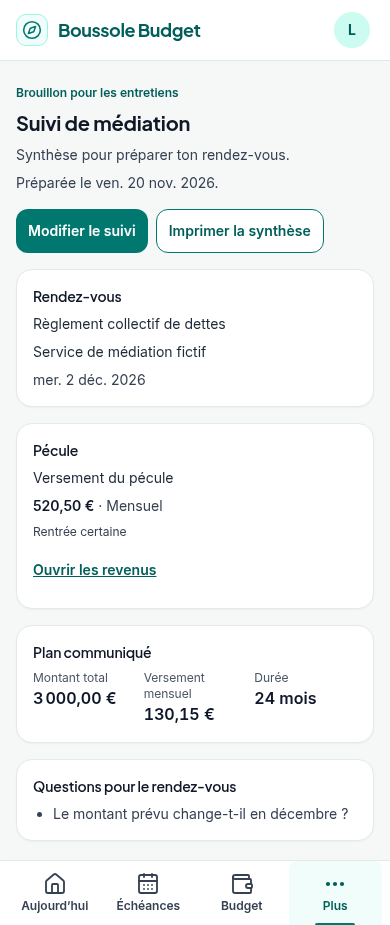 Boussole Budget
L
Brouillon pour les entretiens
Suivi de médiation
Synthèse pour préparer ton rendez-vous.
Préparée le ven. 20 nov. 2026.
Modifier le suivi
Imprimer la synthèse
Rendez-vous
Règlement collectif de dettes
Service de médiation fictif
mer. 2 déc. 2026
Pécule
Versement du pécule
520,50 € · Mensuel
Rentrée certaine
Ouvrir les revenus
Plan communiqué
Montant total
3 000,00 €
Versement
mensuel
130,15 €
Durée
24 mois
Questions pour le rendez-vous
• Le montant prévu change-t-il en décembre ?
Aujourd'hui
Échéances
Budget
Plus